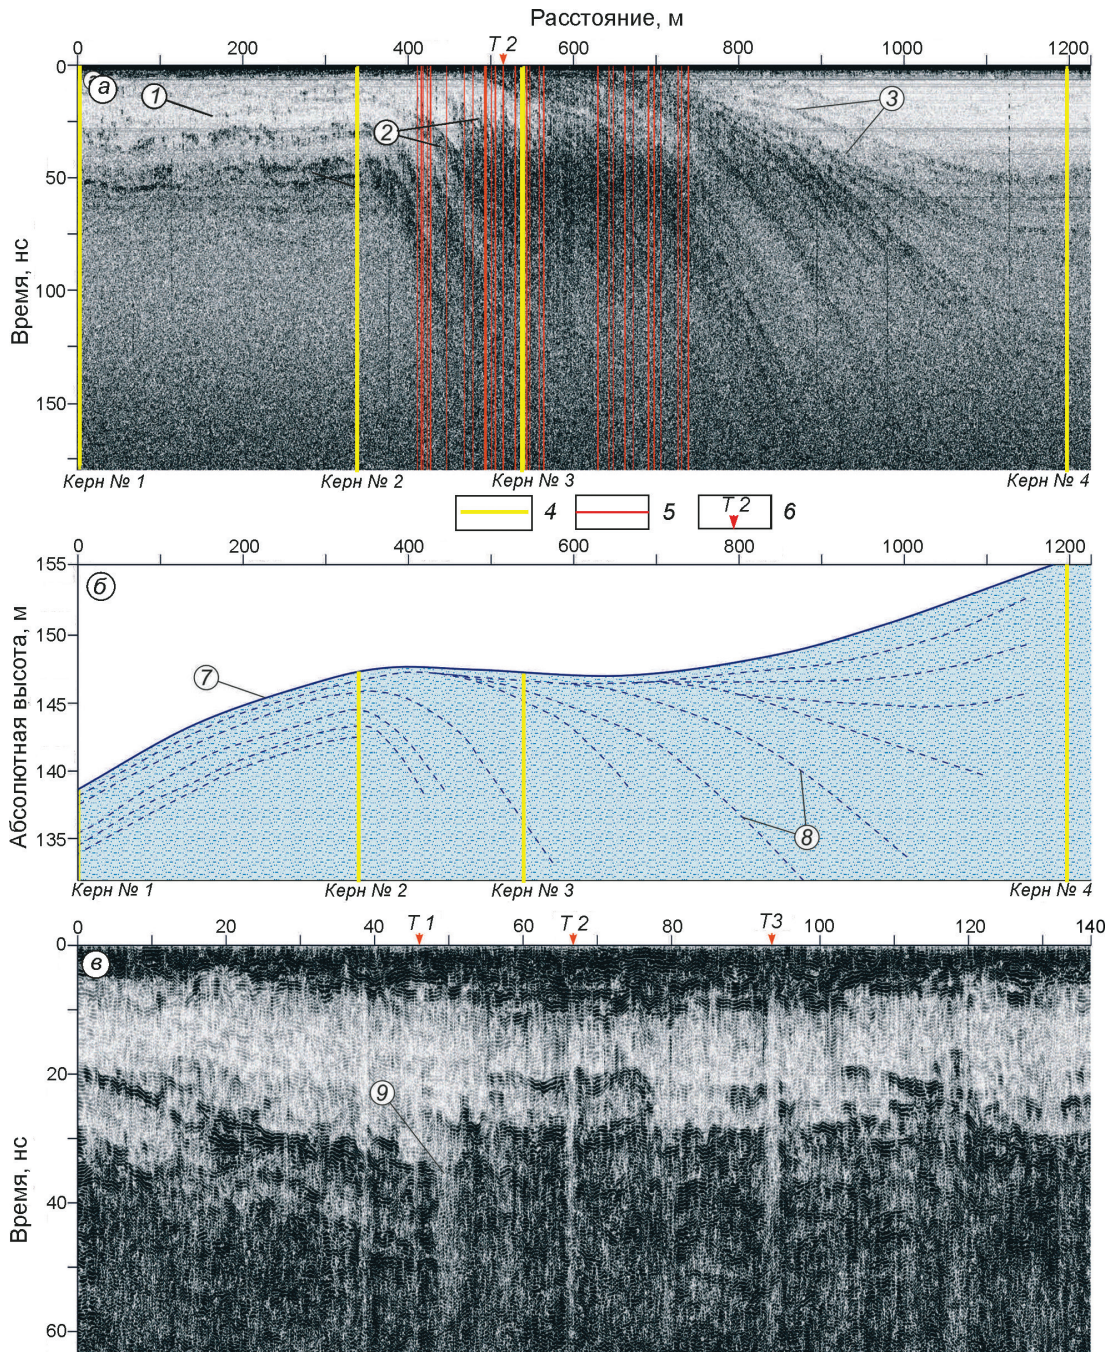 Расстояние, м
Т 2
0 200 400 600 800 1000 1200
а
1
2
3
0
50
100
150
Время, нс
Керн № 1 Керн № 2 Керн № 3 Керн № 4
4 5 Т 2 6
0 200 400 600 800 1000 1200
б
7
8
155
150
145
140
135
Абсолютная высота, м
Керн № 1 Керн № 2 Керн № 3 Керн № 4
Т 1 Т 2 Т3
0 20 40 60 80 100 120 140
в
9
0
20
40
60
Время, нс